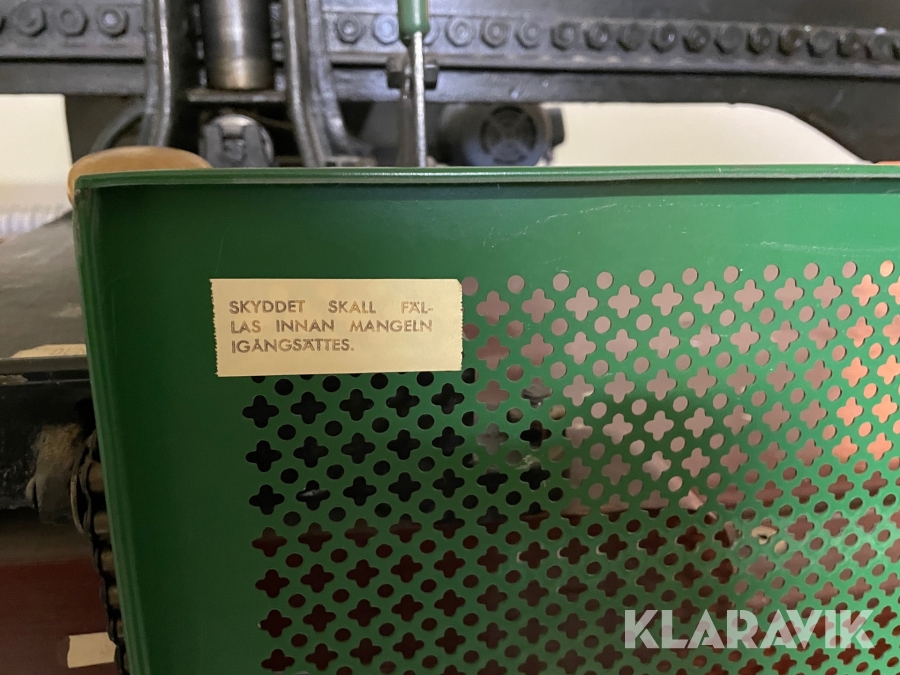 SKYDDET SKALL FÄL-
LAS INNAN MANGELN
IGÅNGSÄTTES.
KLARAVIK